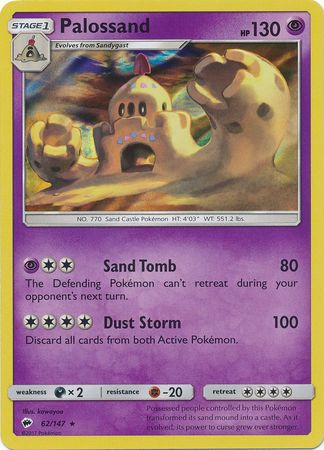 STAGE 1
Palossand
HP 130
Evolves from Sandygast
NO. 770 Sand Castle Pokémon HT: 4'03" WT: 551.2 lbs.
Sand Tomb 80
The Defending Pokémon can't retreat during your
opponent's next turn.
Dust Storm 100
Discard all cards from both Active Pokémon.
weakness × 2 resistance -20 retreat
Illus. kawayoo
62/147 ★
©2017 Pokémon
Possessed people controlled by this Pokémon
transformed its sand mound into a castle. As it
evolved, its power to curse grew ever stronger.